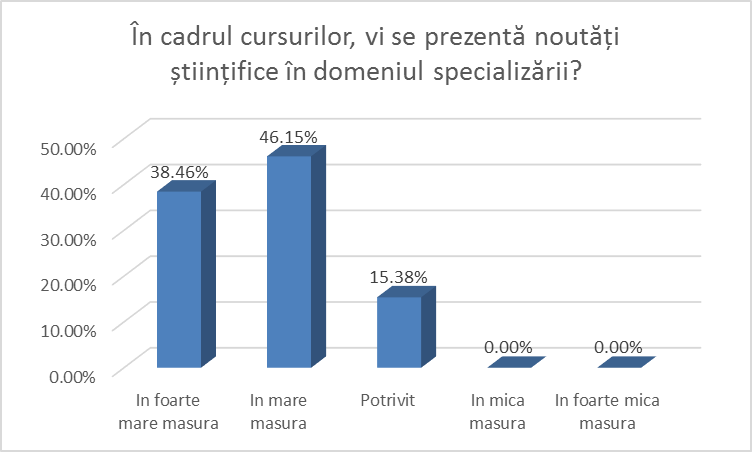 În cadrul cursurilor, vi se prezentă noutăți
științifice în domeniul specializării?
50.00%
40.00%
30.00%
20.00%
10.00%
0.00%
38.46%
46.15%
15.38%
0.00%
0.00%
In foarte
mare masura
In mare
masura
Potrivit
In mica
masura
In foarte mica
masura